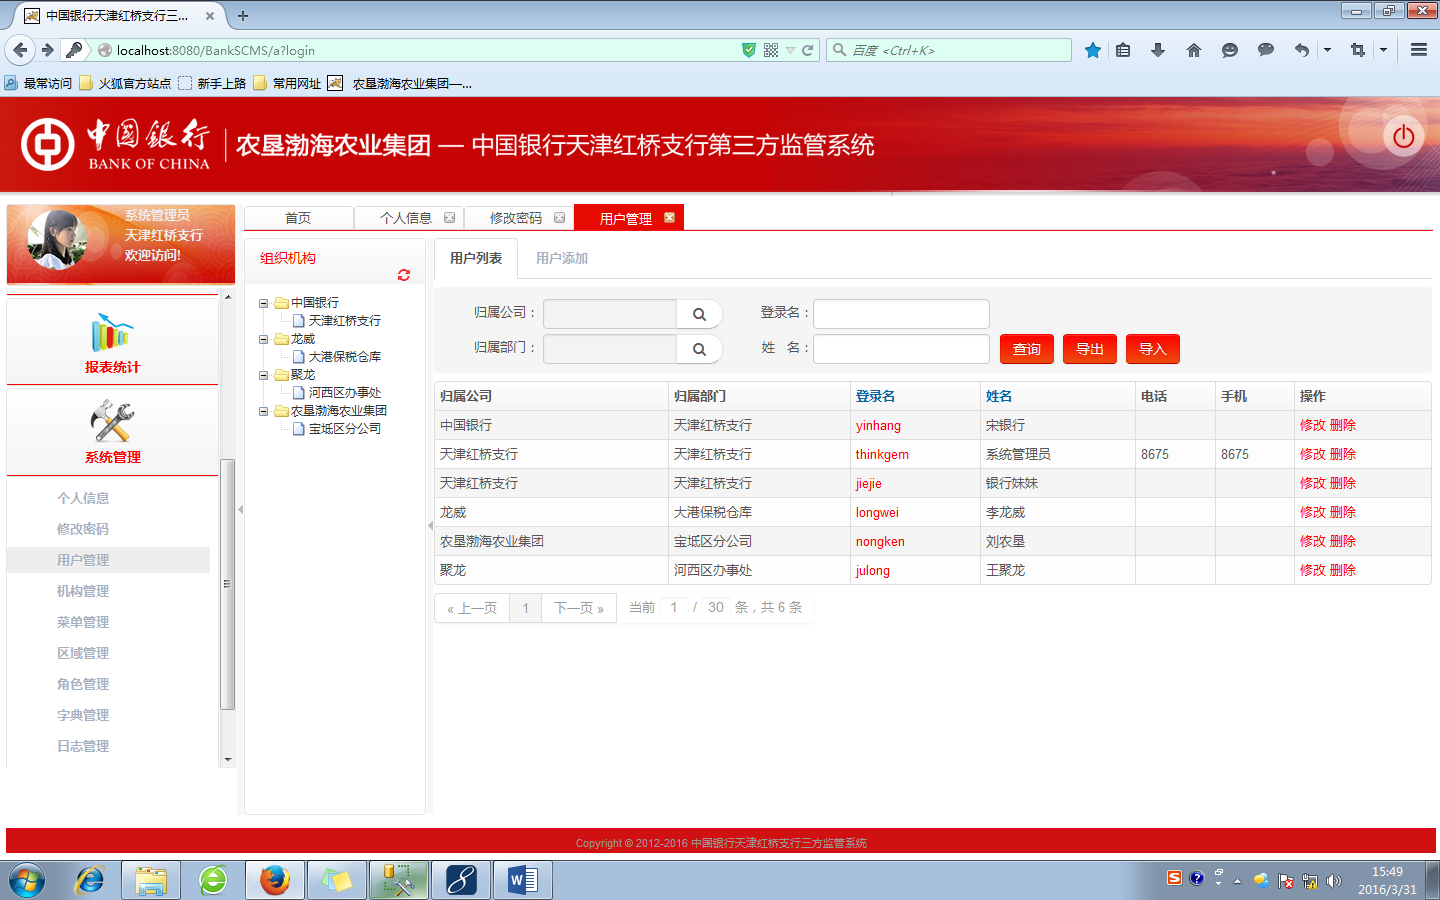 中国银行天津红桥支行三...
localhost:8080/BankSCMS/a?login
百度 <Ctrl+K>
最常访问 火狐官方站点 新手上路 常用网址 农垦渤海农业集团—...
中国银行
BANK OF CHINA
农垦渤海农业集团 — 中国银行天津红桥支行第三方监管系统
系统管理员
天津红桥支行
欢迎访问!
报表统计
系统管理
个人信息
修改密码
用户管理
机构管理
菜单管理
区域管理
角色管理
字典管理
日志管理
首页 个人信息 修改密码 用户管理
组织机构
中国银行
天津红桥支行
龙威
大港保税仓库
聚龙
河西区办事处
农垦渤海农业集团
宝坻区分公司
用户列表 用户添加
归属公司： 登录名：
归属部门： 姓 名： 查询 导出 导入
归属公司 归属部门 登录名 姓名 电话 手机 操作
中国银行 天津红桥支行 yinhang 宋银行 修改 删除
天津红桥支行 天津红桥支行 thinkgem 系统管理员 8675 8675 修改 删除
天津红桥支行 天津红桥支行 jiejie 银行妹妹 修改 删除
龙威 大港保税仓库 longwei 李龙威 修改 删除
农垦渤海农业集团 宝坻区分公司 nongken 刘农垦 修改 删除
聚龙 河西区办事处 julong 王聚龙 修改 删除
« 上一页 1 下一页 » 当前 1 / 30 条，共 6 条
Copyright © 2012-2016 中国银行天津红桥支行三方监管系统
15:49
2016/3/31